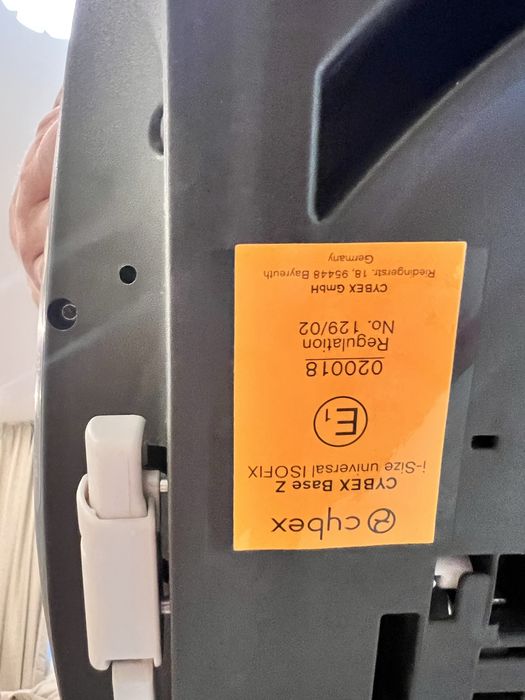 cybex
CYBEX Base Z
i-Size universal ISOFIX
E1
020018
Regulation
No. 129/02
CYBEX GmbH
Riedingerstr. 18, 95448 Bayreuth
Germany